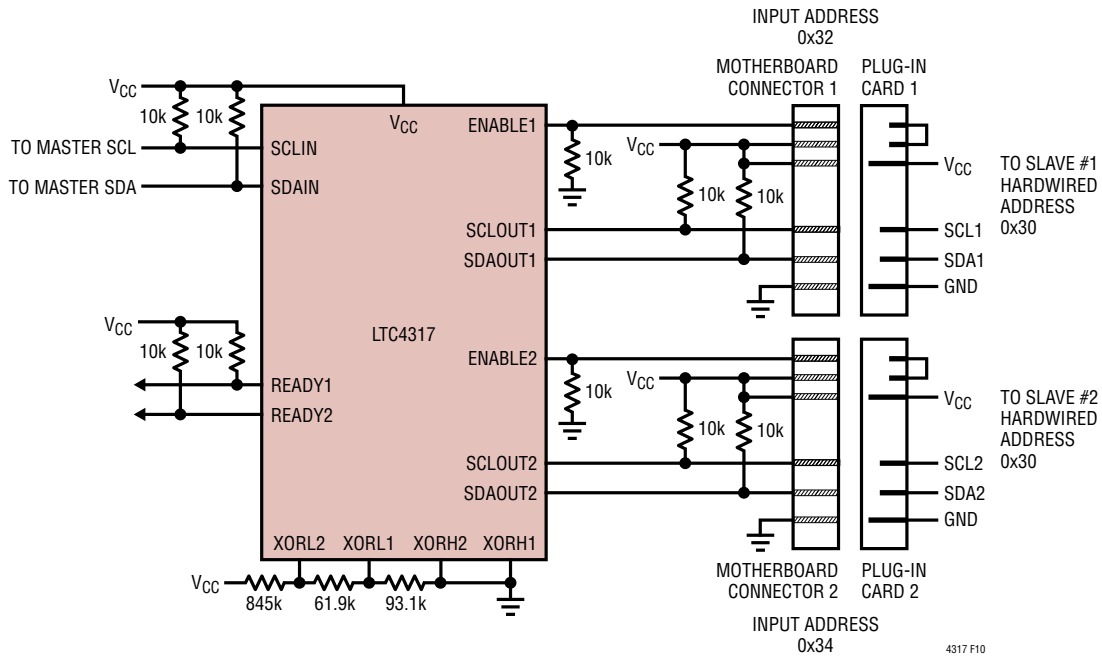 INPUT ADDRESS
0x32
MOTHERBOARD
CONNECTOR 1
PLUG-IN
CARD 1
VCC
10k
10k
VCC
ENABLE1
TO MASTER SCL
SCLIN
10k
VCC
VCC
TO SLAVE #1
HARDWIRED
ADDRESS
0x30
TO MASTER SDA
SDAIN
10k
10k
SCLOUT1
SCL1
SDAOUT1
SDA1
GND
VCC
LTC4317
10k
10k
ENABLE2
READY1
READY2
10k
VCC
VCC
TO SLAVE #2
HARDWIRED
ADDRESS
0x30
10k
10k
SCLOUT2
SCL2
SDAOUT2
SDA2
GND
XORL2
XORL1
XORH2
XORH1
VCC
845k
61.9k
93.1k
MOTHERBOARD
CONNECTOR 2
PLUG-IN
CARD 2
INPUT ADDRESS
0x34
4317 F10